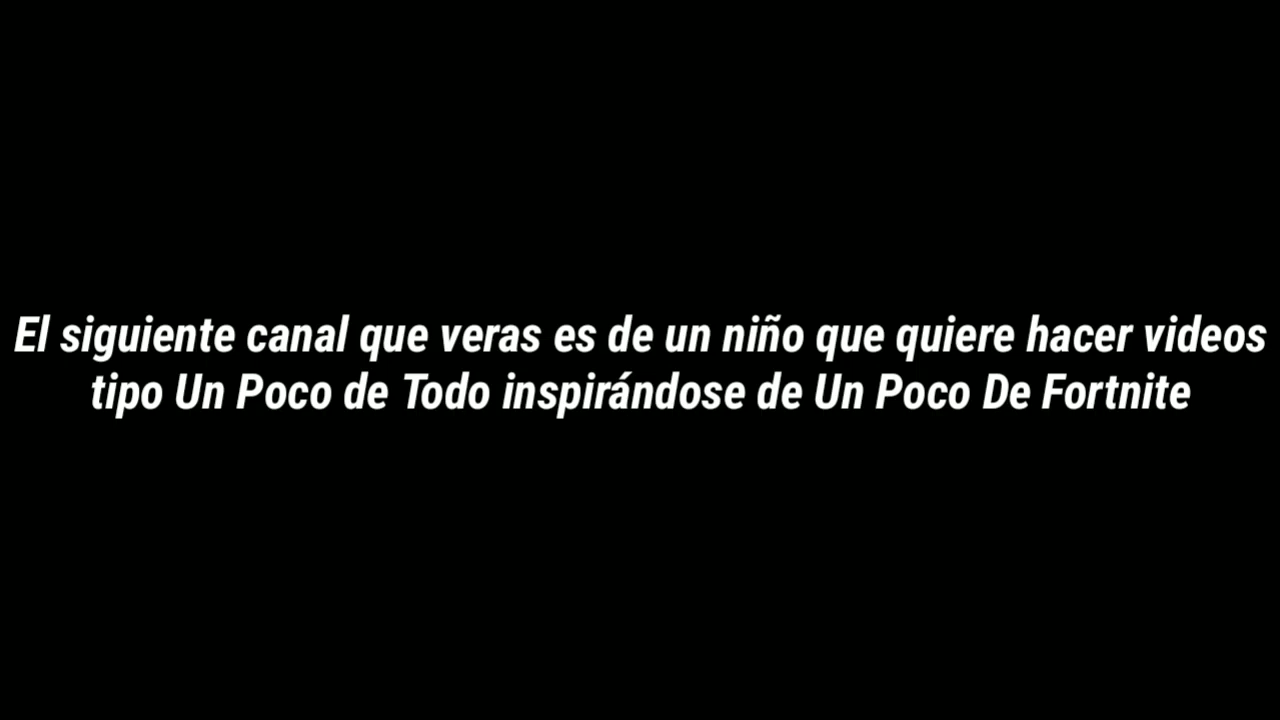 El siguiente canal que veras es de un niño que quiere hacer videos
tipo Un Poco de Todo inspirándose de Un Poco De Fortnite